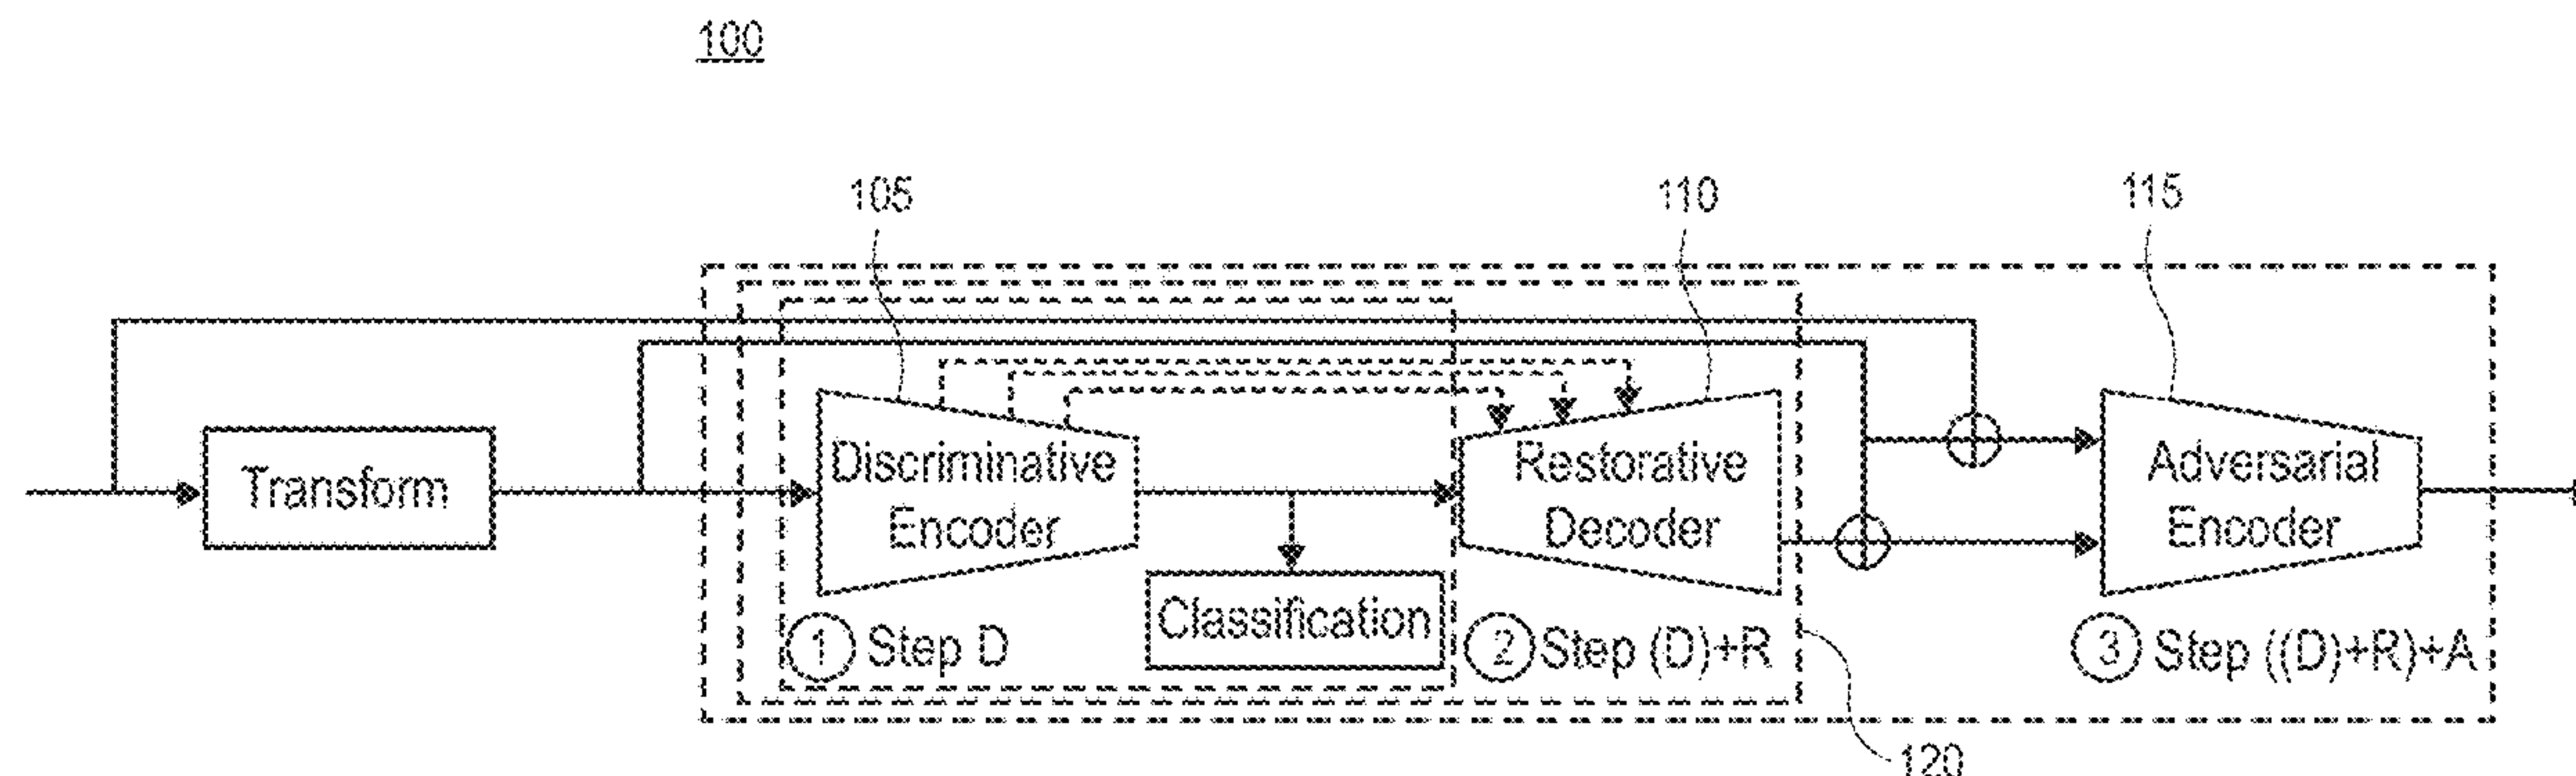 100
105
110
115
Transform
Discriminative
Encoder
Restorative
Decoder
Adversarial
Encoder
Classification
1 Step D
2 Step (D)+R
3 Step ((D)+R)+A
120